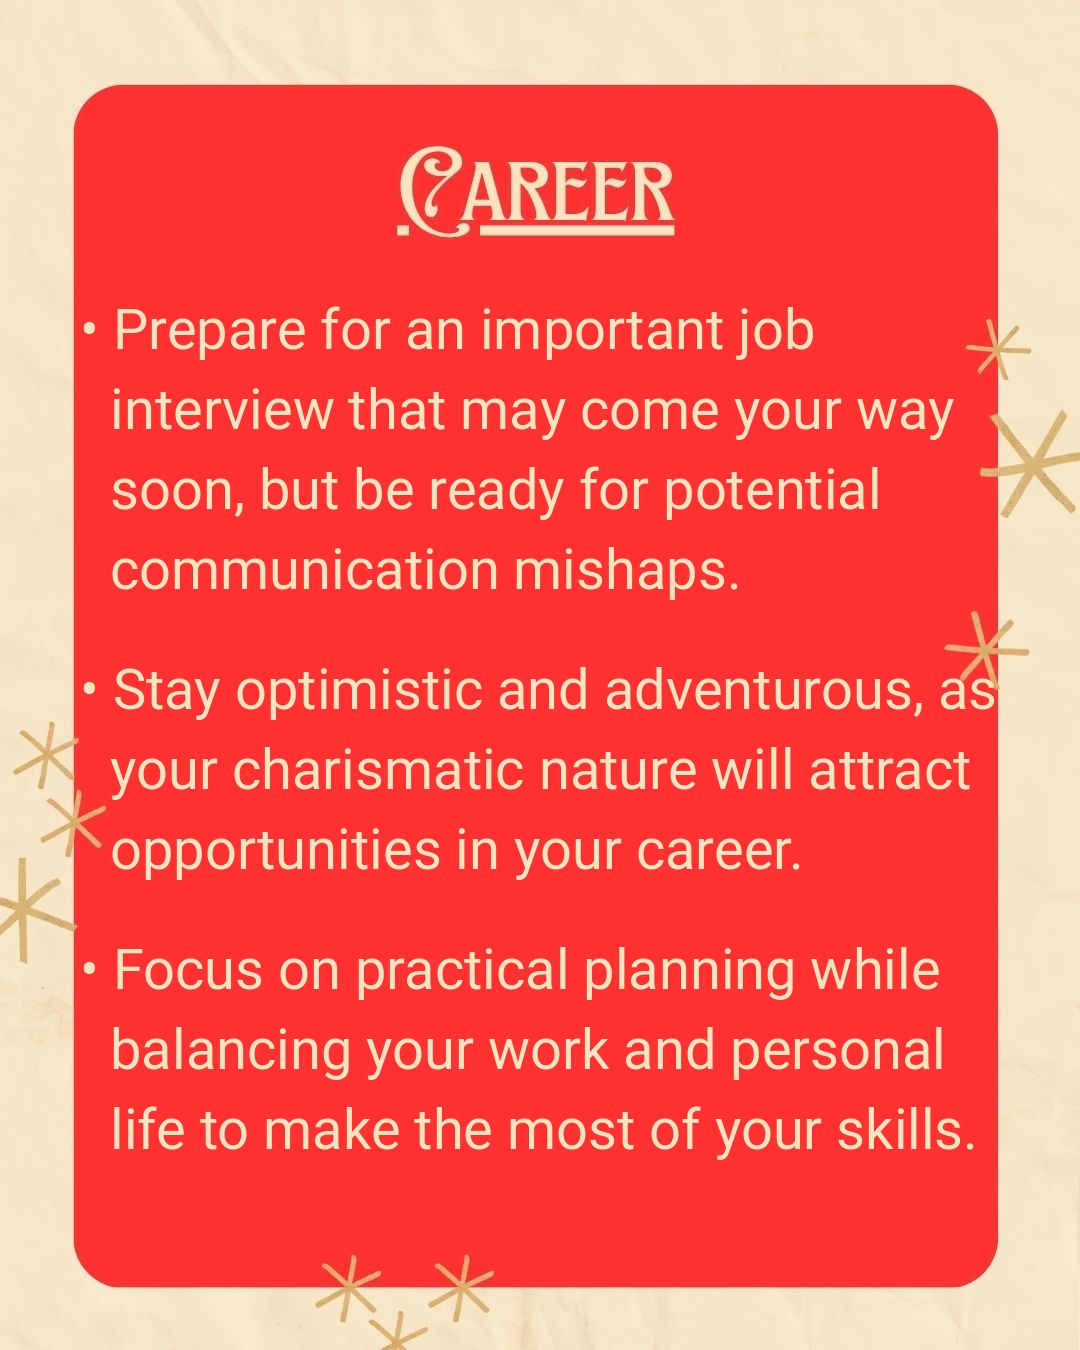 Career
• Prepare for an important job
interview that may come your way
soon, but be ready for potential
communication mishaps.
• Stay optimistic and adventurous, as
your charismatic nature will attract
opportunities in your career.
• Focus on practical planning while
balancing your work and personal
life to make the most of your skills.